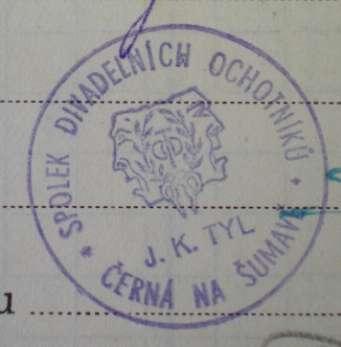 SPOLEK DIVADELNÍCH OCHOTNÍKŮ
J. K. TYL
* ČERNÁ NA ŠUMAVĚ *
u